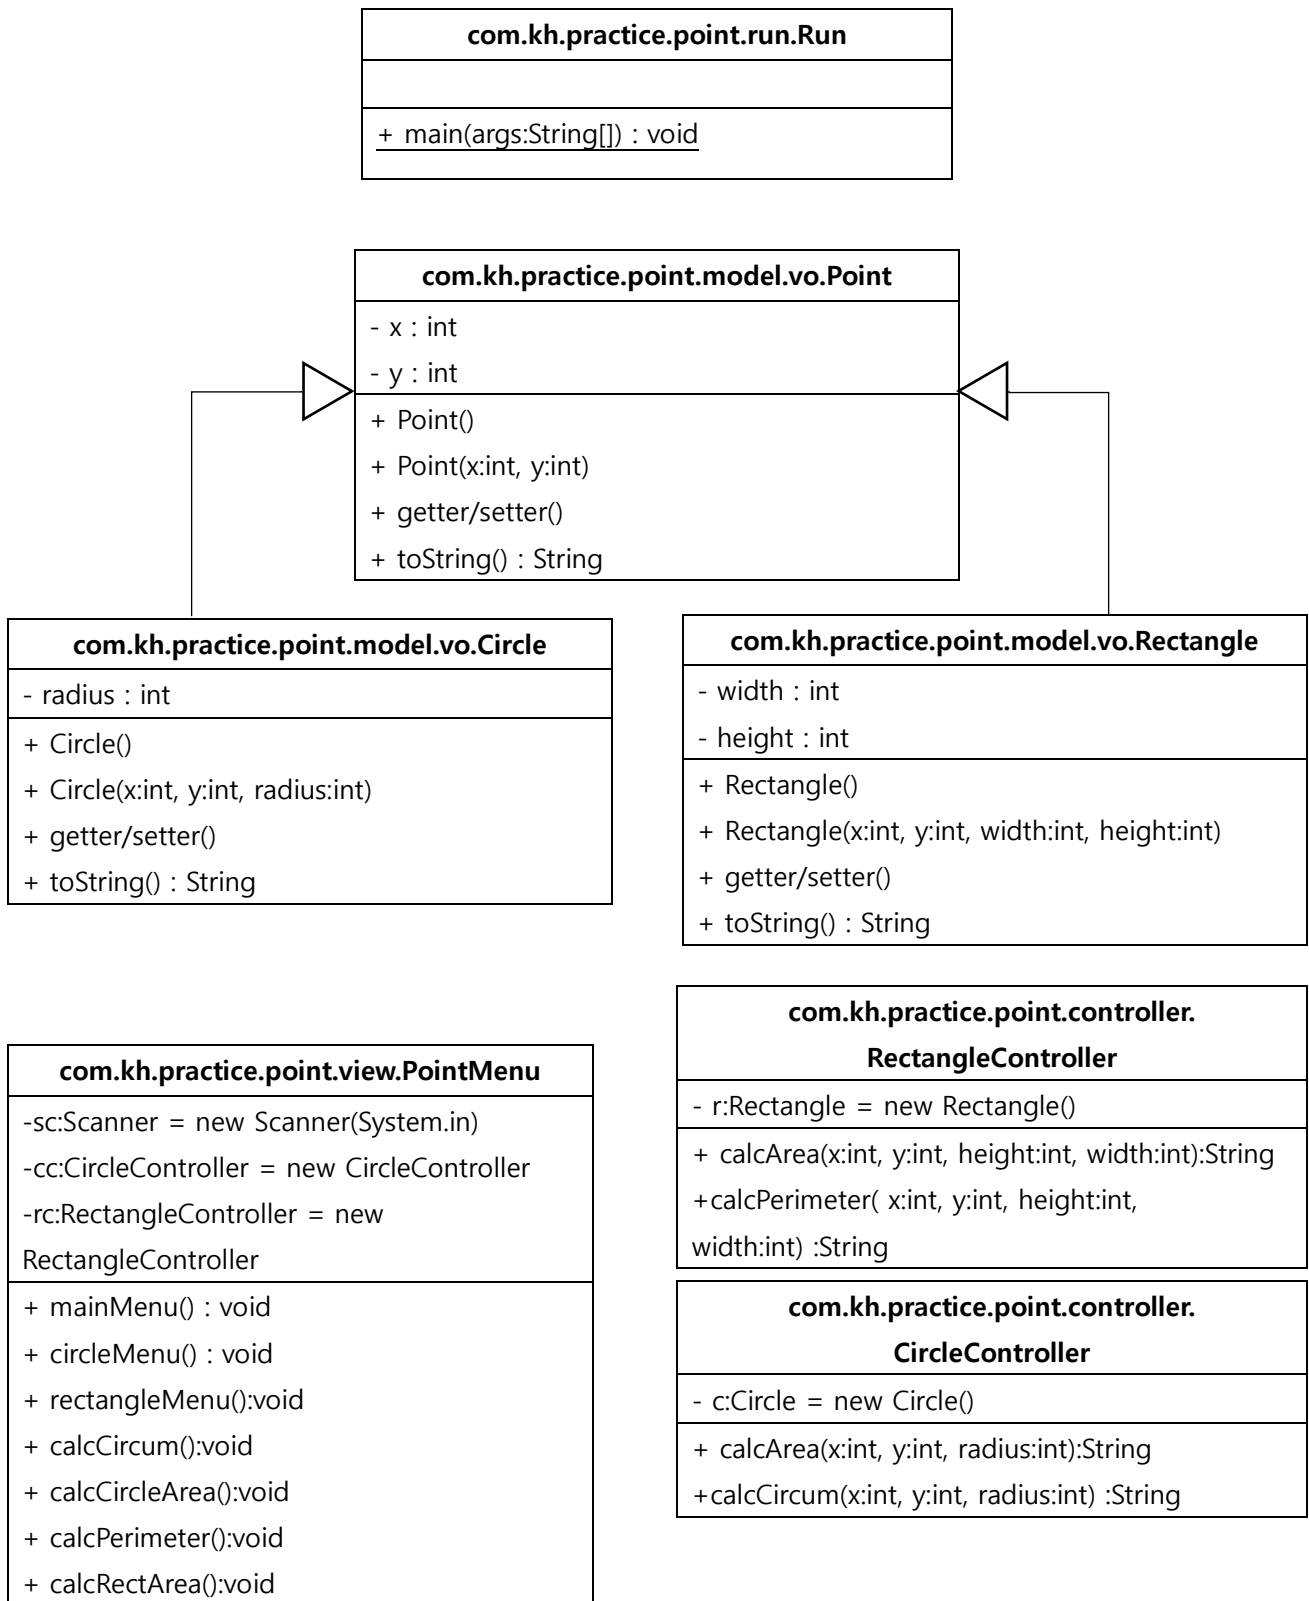 com.kh.practice.point.run.Run
+ main(args:String[]) : void
com.kh.practice.point.model.vo.Point
- x : int
- y : int
+ Point()
+ Point(x:int, y:int)
+ getter/setter()
+ toString() : String
com.kh.practice.point.model.vo.Circle
- radius : int
+ Circle()
+ Circle(x:int, y:int, radius:int)
+ getter/setter()
+ toString() : String
com.kh.practice.point.model.vo.Rectangle
- width : int
- height : int
+ Rectangle()
+ Rectangle(x:int, y:int, width:int, height:int)
+ getter/setter()
+ toString() : String
com.kh.practice.point.view.PointMenu
-sc:Scanner = new Scanner(System.in)
-cc:CircleController = new CircleController
-rc:RectangleController = new
RectangleController
+ mainMenu() : void
+ circleMenu() : void
+ rectangleMenu():void
+ calcCircum():void
+ calcCircleArea():void
+ calcPerimeter():void
+ calcRectArea():void
com.kh.practice.point.controller.
RectangleController
- r:Rectangle = new Rectangle()
+ calcArea(x:int, y:int, height:int, width:int):String
+calcPerimeter( x:int, y:int, height:int,
width:int) :String
com.kh.practice.point.controller.
CircleController
- c:Circle = new Circle()
+ calcArea(x:int, y:int, radius:int):String
+calcCircum(x:int, y:int, radius:int) :String